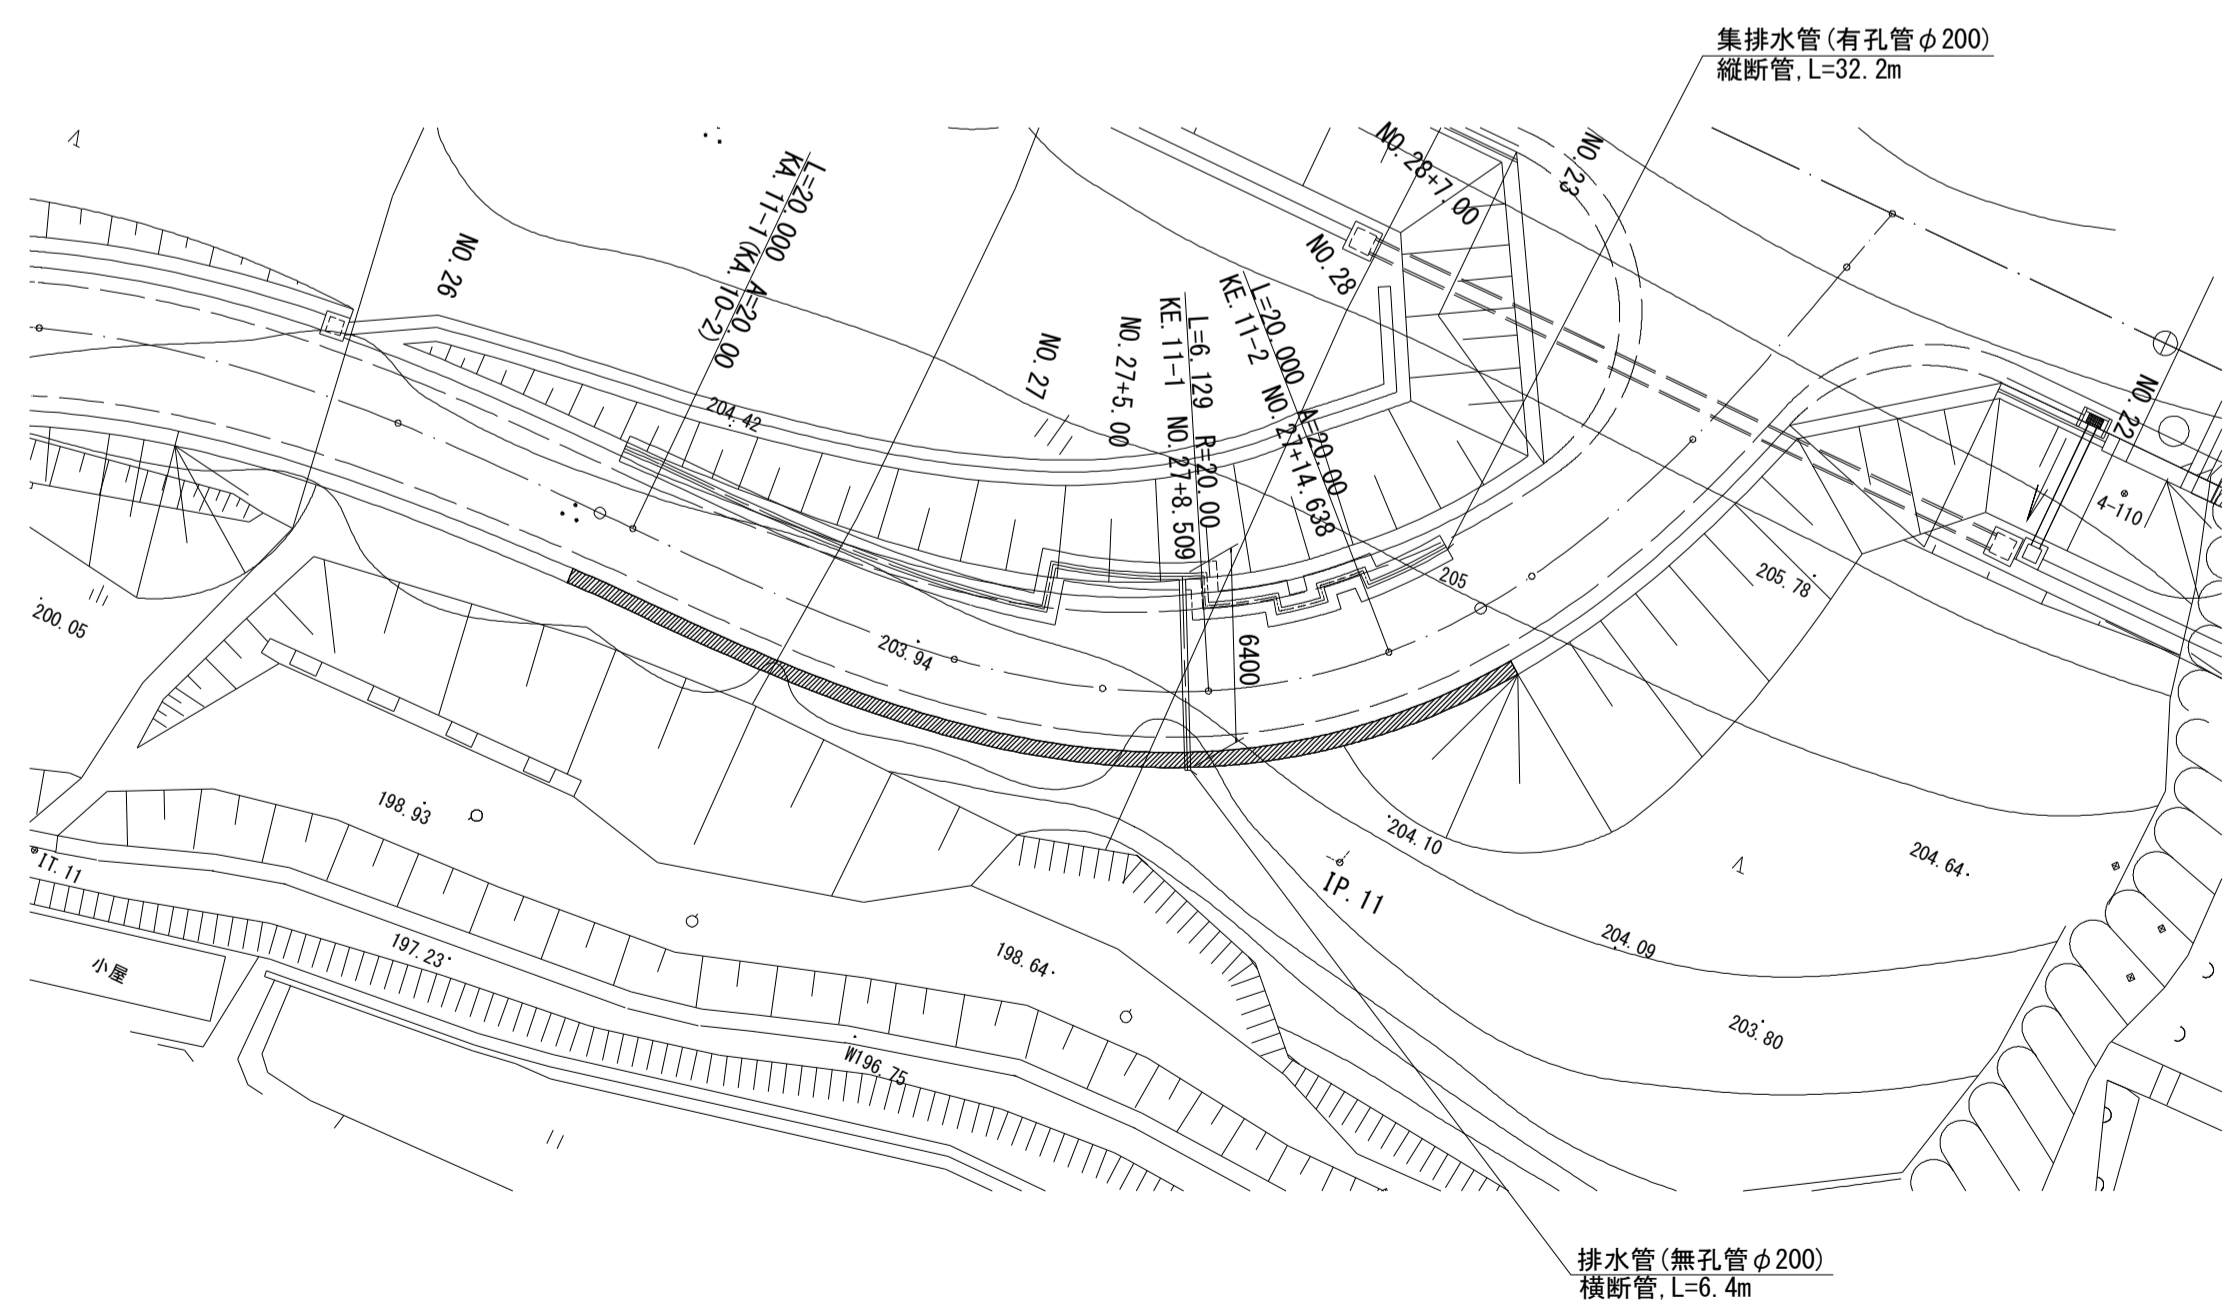 集排水管(有孔管φ200)
縦断管,L=32.2m
NO.28+7.00
NO.23
L=20.000 A=20.00
KA.11-1(KA.10-2)
NO.26
NO.28
NO.27
NO.27+5.00
L=6.129 R=20.00
KE.11-1 NO.27+8.509
L=20.000 A=20.00
KE.11-2 NO.27+14.638
NO.22
204.42
4-110
205
205.78
200.05
203.94
6400
198.93
204.10
204.64
IT.11
IP.11
204.09
197.23
198.64
小屋
203.80
W196.75
排水管(無孔管φ200)
横断管,L=6.4m